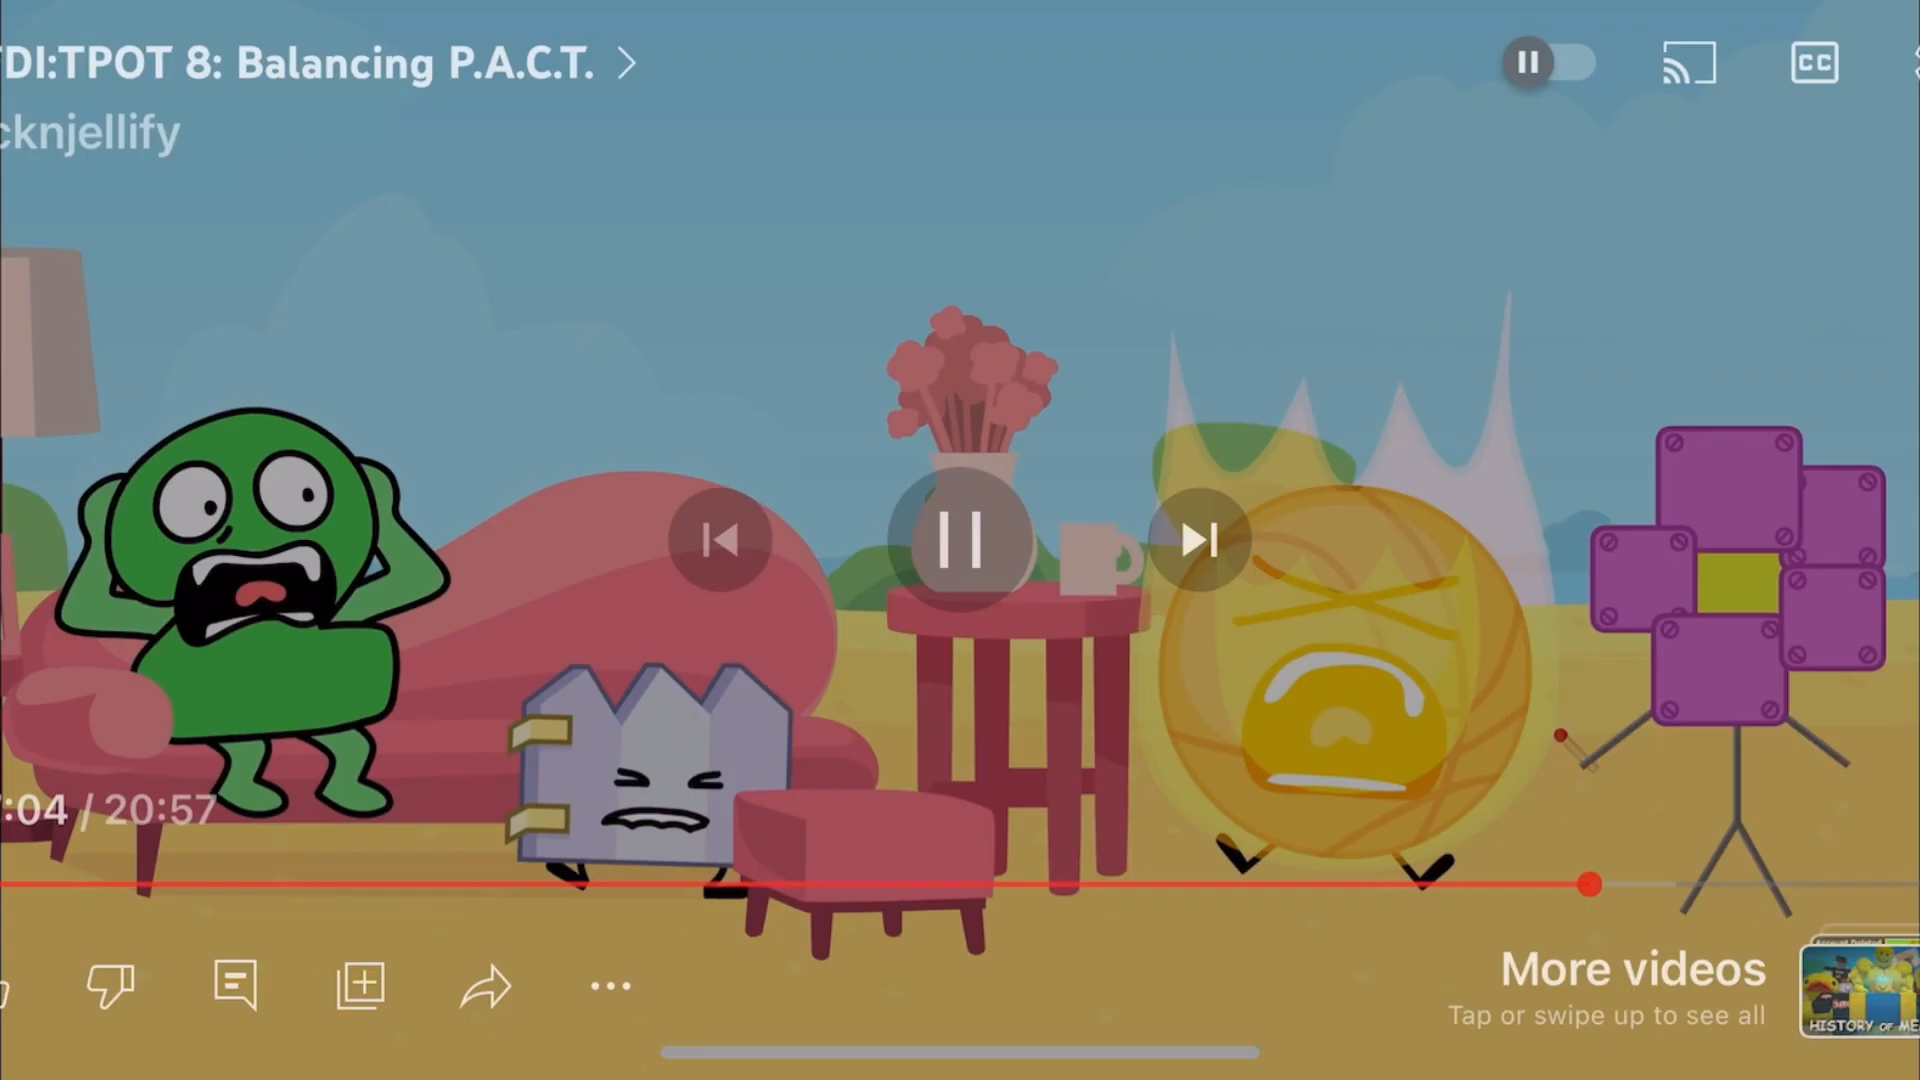 DI:TPOT 8: Balancing P.A.C.T.
cknjellify
CC
:04 / 20:57
More videos
Tap or swipe up to see all
HISTORY OF ME